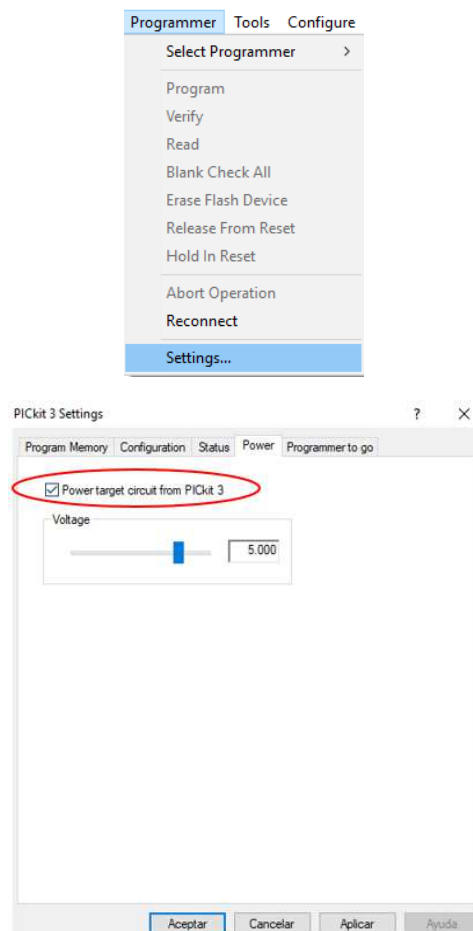 Programmer Tools Configure
Select Programmer >
Program
Verify
Read
Blank Check All
Erase Flash Device
Release From Reset
Hold In Reset
Abort Operation
Reconnect
Settings...
PICkit 3 Settings ? ×
Program Memory Configuration Status Power Programmer to go
Power target circuit from PICkit 3
Voltage
5.000
Aceptar Cancelar Aplicar Ayuda